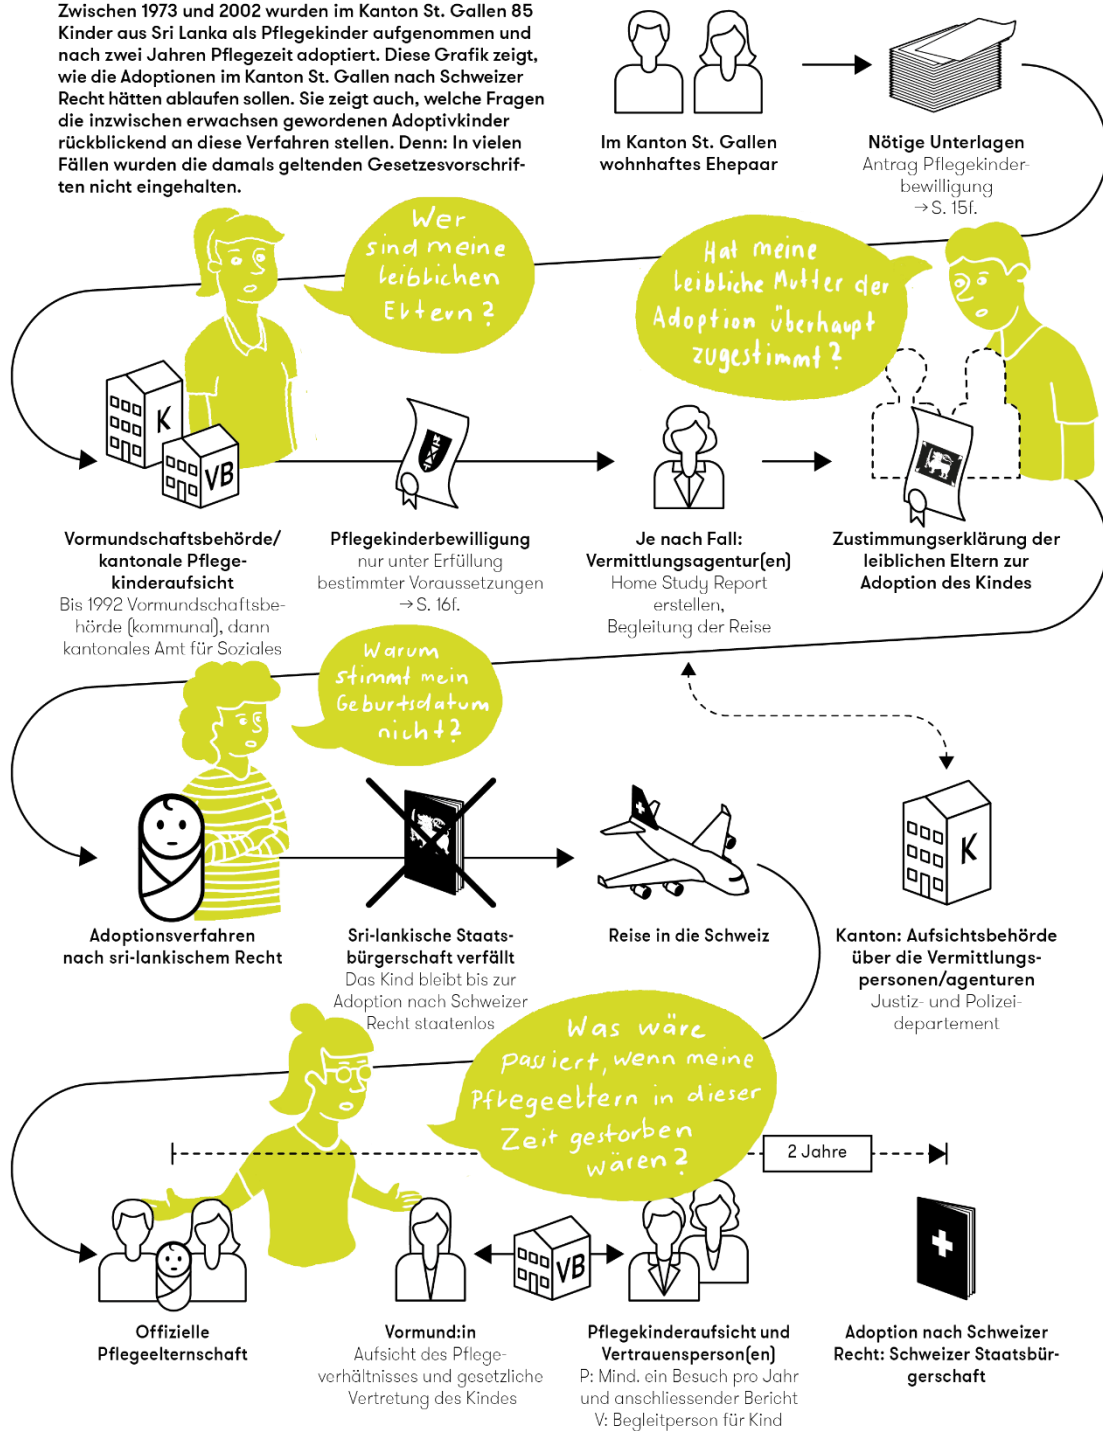 Zwischen 1973 und 2002 wurden im Kanton St. Gallen 85
Kinder aus Sri Lanka als Pflegekinder aufgenommen und
nach zwei Jahren Pflegezeit adoptiert. Diese Grafik zeigt,
wie die Adoptionen im Kanton St. Gallen nach Schweizer
Recht hätten ablaufen sollen. Sie zeigt auch, welche Fragen
die inzwischen erwachsen gewordenen Adoptivkinder
rückblickend an diese Verfahren stellen. Denn: In vielen
Fällen wurden die damals geltenden Gesetzesvorschrif-
ten nicht eingehalten.
Im Kanton St. Gallen
wohnhaftes Ehepaar
Nötige Unterlagen
Antrag Pflegekinder-
bewilligung
→ S. 15f.
Wer
sind meine
leiblichen
Eltern?
Hat meine
leibliche Mutter der
Adoption überhaupt
zugestimmt?
K
VB
Vormundschaftsbehörde/
kantonale Pflege-
kinderaufsicht
Bis 1992 Vormundschaftsbe-
hörde (kommunal), dann
kantonales Amt für Soziales
Pflegekinderbewilligung
nur unter Erfüllung
bestimmter Voraussetzungen
→ S. 16f.
Je nach Fall:
Vermittlungsagentur(en)
Home Study Report
erstellen,
Begleitung der Reise
Zustimmungserklärung der
leiblichen Eltern zur
Adoption des Kindes
Warum
stimmt mein
Geburtsdatum
nicht?
K
Adoptionsverfahren
nach sri-lankischem Recht
Sri-lankische Staats-
bürgerschaft verfällt
Das Kind bleibt bis zur
Adoption nach Schweizer
Recht staatenlos
Reise in die Schweiz
Kanton: Aufsichtsbehörde
über die Vermittlungs-
personen/agenturen
Justiz- und Polizei-
departement
Was wäre
passiert, wenn meine
Pflegeeltern in dieser
Zeit gestorben
wären?
2 Jahre
VB
Offizielle
Pflegeelternschaft
Vormund:in
Aufsicht des Pflege-
verhältnisses und gesetzliche
Vertretung des Kindes
Pflegekinderaufsicht und
Vertrauensperson(en)
P: Mind. ein Besuch pro Jahr
und anschliessender Bericht
V: Begleitperson für Kind
Adoption nach Schweizer
Recht: Schweizer Staatsbür-
gerschaft